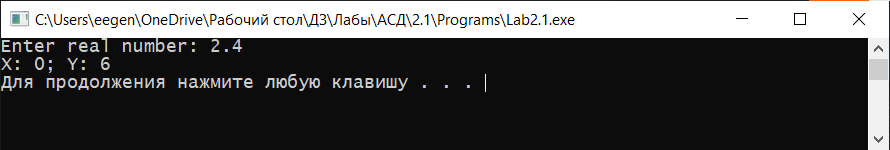 C:\Users\eegen\OneDrive\Рабочий стол\ДЗ\Лабы\АСД\2.1\Programs\Lab2.1.exe
Enter real number: 2.4
X: 0; Y: 6
Для продолжения нажмите любую клавишу . . .